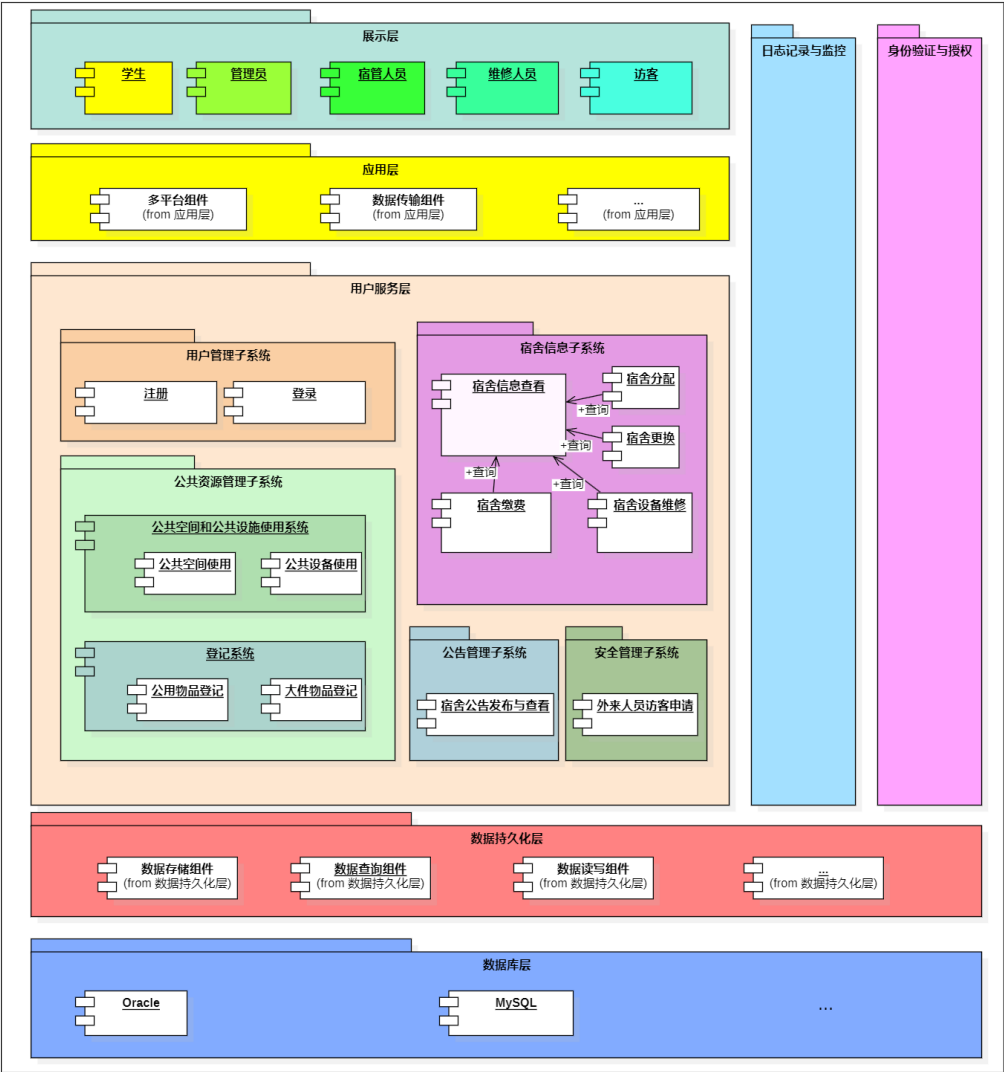 展示层
日志记录与监控
身份验证与授权
学生
管理员
宿管人员
维修人员
访客
应用层
多平台组件
(from 应用层)
数据传输组件
(from 应用层)
...
(from 应用层)
用户服务层
用户管理子系统
注册
登录
宿舍信息子系统
宿舍信息查看
宿舍分配
+查询
宿舍更换
+查询
+查询
+查询
宿舍缴费
宿舍设备维修
公共资源管理子系统
公共空间和公共设施使用系统
公共空间使用
公共设备使用
登记系统
公用物品登记
大件物品登记
公告管理子系统
宿舍公告发布与查看
安全管理子系统
外来人员访客申请
数据持久化层
数据存储组件
(from 数据持久化层)
数据查询组件
(from 数据持久化层)
数据读写组件
(from 数据持久化层)
...
(from 数据持久化层)
数据库层
Oracle
MySQL
...